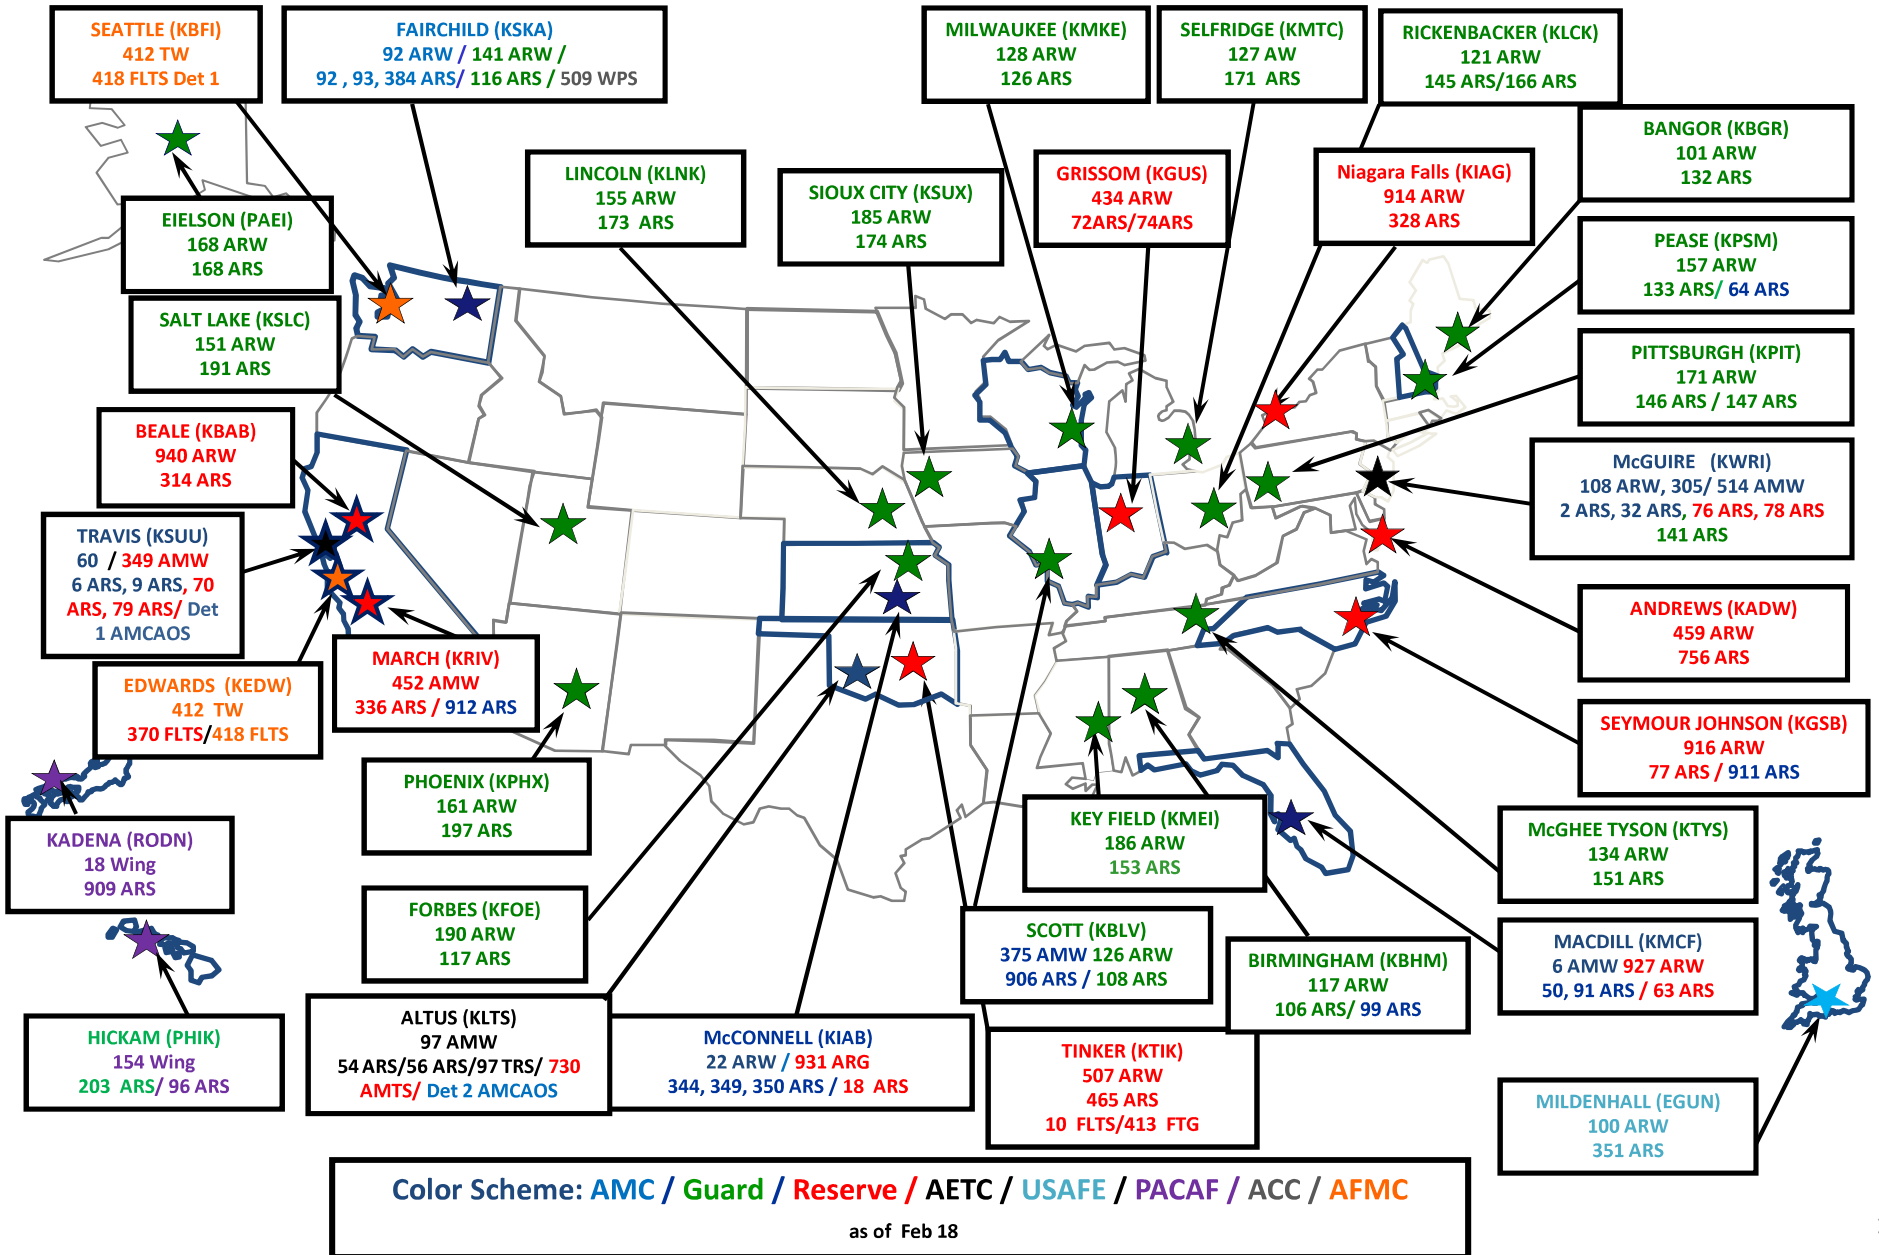 SEATTLE (KBFI)
412 TW
418 FLTS Det 1
FAIRCHILD (KSKA)
92 ARW / 141 ARW /
92 , 93, 384 ARS/ 116 ARS / 509 WPS
MILWAUKEE (KMKE)
128 ARW
126 ARS
SELFRIDGE (KMTC)
127 AW
171 ARS
RICKENBACKER (KLCK)
121 ARW
145 ARS/166 ARS
BANGOR (KBGR)
101 ARW
132 ARS
LINCOLN (KLNK)
155 ARW
173 ARS
SIOUX CITY (KSUX)
185 ARW
174 ARS
GRISSOM (KGUS)
434 ARW
72ARS/74ARS
Niagara Falls (KIAG)
914 ARW
328 ARS
EIELSON (PAEI)
168 ARW
168 ARS
PEASE (KPSM)
157 ARW
133 ARS/ 64 ARS
SALT LAKE (KSLC)
151 ARW
191 ARS
PITTSBURGH (KPIT)
171 ARW
146 ARS / 147 ARS
BEALE (KBAB)
940 ARW
314 ARS
McGUIRE (KWRI)
108 ARW, 305/ 514 AMW
2 ARS, 32 ARS, 76 ARS, 78 ARS
141 ARS
TRAVIS (KSUU)
60 / 349 AMW
6 ARS, 9 ARS, 70
ARS, 79 ARS/ Det
1 AMCAOS
ANDREWS (KADW)
459 ARW
756 ARS
MARCH (KRIV)
452 AMW
336 ARS / 912 ARS
EDWARDS (KEDW)
412 TW
370 FLTS/418 FLTS
SEYMOUR JOHNSON (KGSB)
916 ARW
77 ARS / 911 ARS
PHOENIX (KPHX)
161 ARW
197 ARS
KEY FIELD (KMEI)
186 ARW
153 ARS
McGHEE TYSON (KTYS)
134 ARW
151 ARS
KADENA (RODN)
18 Wing
909 ARS
FORBES (KFOE)
190 ARW
117 ARS
SCOTT (KBLV)
375 AMW 126 ARW
906 ARS / 108 ARS
BIRMINGHAM (KBHM)
117 ARW
106 ARS/ 99 ARS
MACDILL (KMCF)
6 AMW 927 ARW
50, 91 ARS / 63 ARS
HICKAM (PHIK)
154 Wing
203 ARS/ 96 ARS
ALTUS (KLTS)
97 AMW
54 ARS/56 ARS/97 TRS/ 730
AMTS/ Det 2 AMCAOS
McCONNELL (KIAB)
22 ARW / 931 ARG
344, 349, 350 ARS / 18 ARS
TINKER (KTIK)
507 ARW
465 ARS
10 FLTS/413 FTG
MILDENHALL (EGUN)
100 ARW
351 ARS
Color Scheme: AMC / Guard / Reserve / AETC / USAFE / PACAF / ACC / AFMC
as of Feb 18